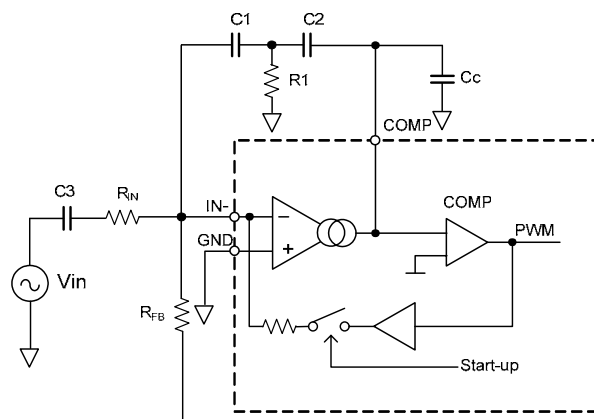 C1
C2
R1
Cc
COMP
C3
RIN
IN-
COMP
GND
PWM
Vin
RFB
Start-up